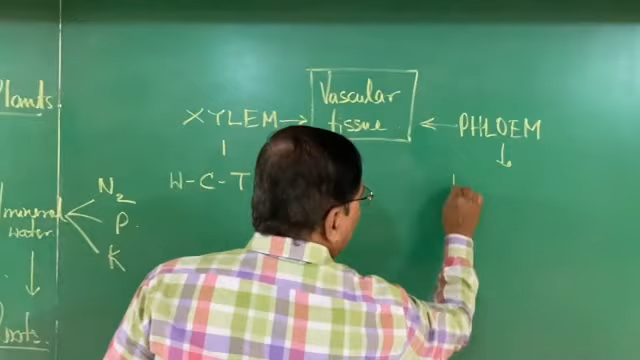 Plants
Vascular
tissue
XYLEM
PHLOEM
W-C-T
mineral
water
N2
P
K
Roots